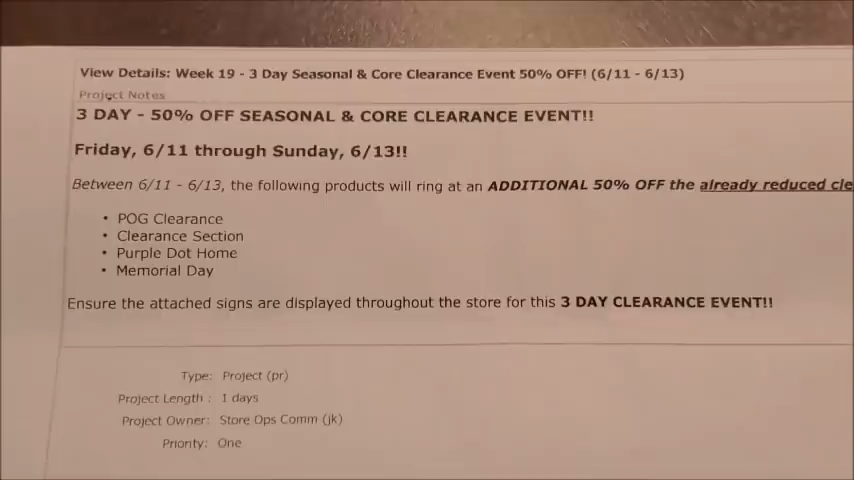 View Details: Week 19 - 3 Day Seasonal & Core Clearance Event 50% OFF! (6/11 - 6/13)
Project Notes
3 DAY - 50% OFF SEASONAL & CORE CLEARANCE EVENT!!
Friday, 6/11 through Sunday, 6/13!!
Between 6/11 - 6/13, the following products will ring at an ADDITIONAL 50% OFF the already reduced cle
• POG Clearance
• Clearance Section
• Purple Dot Home
• Memorial Day
Ensure the attached signs are displayed throughout the store for this 3 DAY CLEARANCE EVENT!!
Type: Project (pr)
Project Length : 1 days
Project Owner: Store Ops Comm (jk)
Priority: One